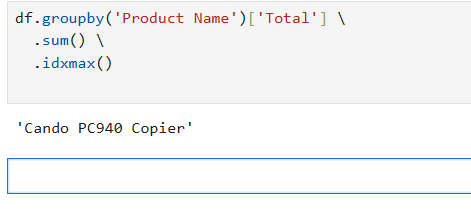 df.groupby('Product Name')['Total'] \
.sum() \
.idxmax()
'Cando PC940 Copier'